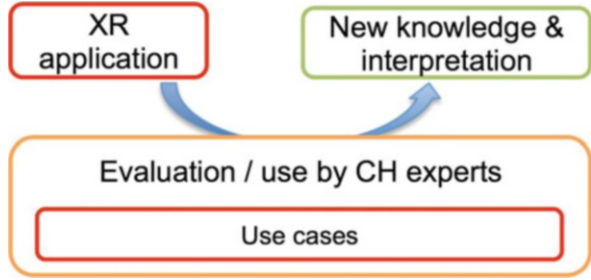 XR
application
New knowledge &
interpretation
Evaluation / use by CH experts
Use cases